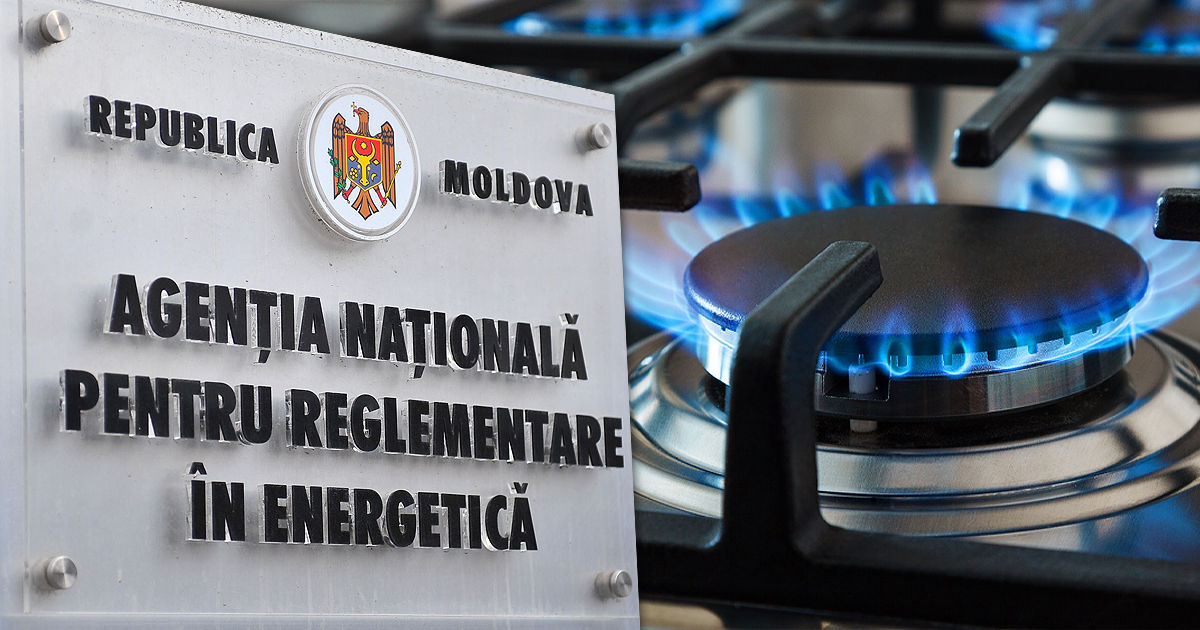 REPUBLICA MOLDOVA
AGENȚIA NAȚIONALĂ
PENTRU REGLEMENTARE
ÎN ENERGETICĂ